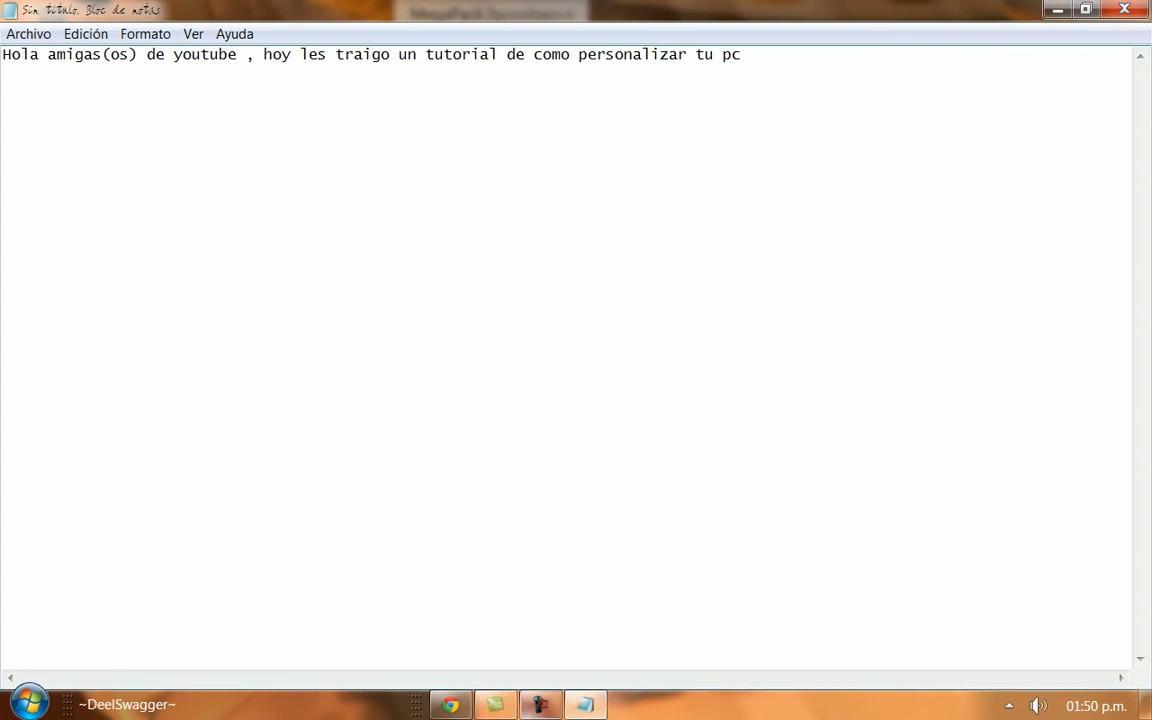 Sin título: Bloc de notas
Archivo Edición Formato Ver Ayuda
Hola amigas(os) de youtube , hoy les traigo un tutorial de como personalizar tu pc
~DeelSwagger~
01:50 p.m.